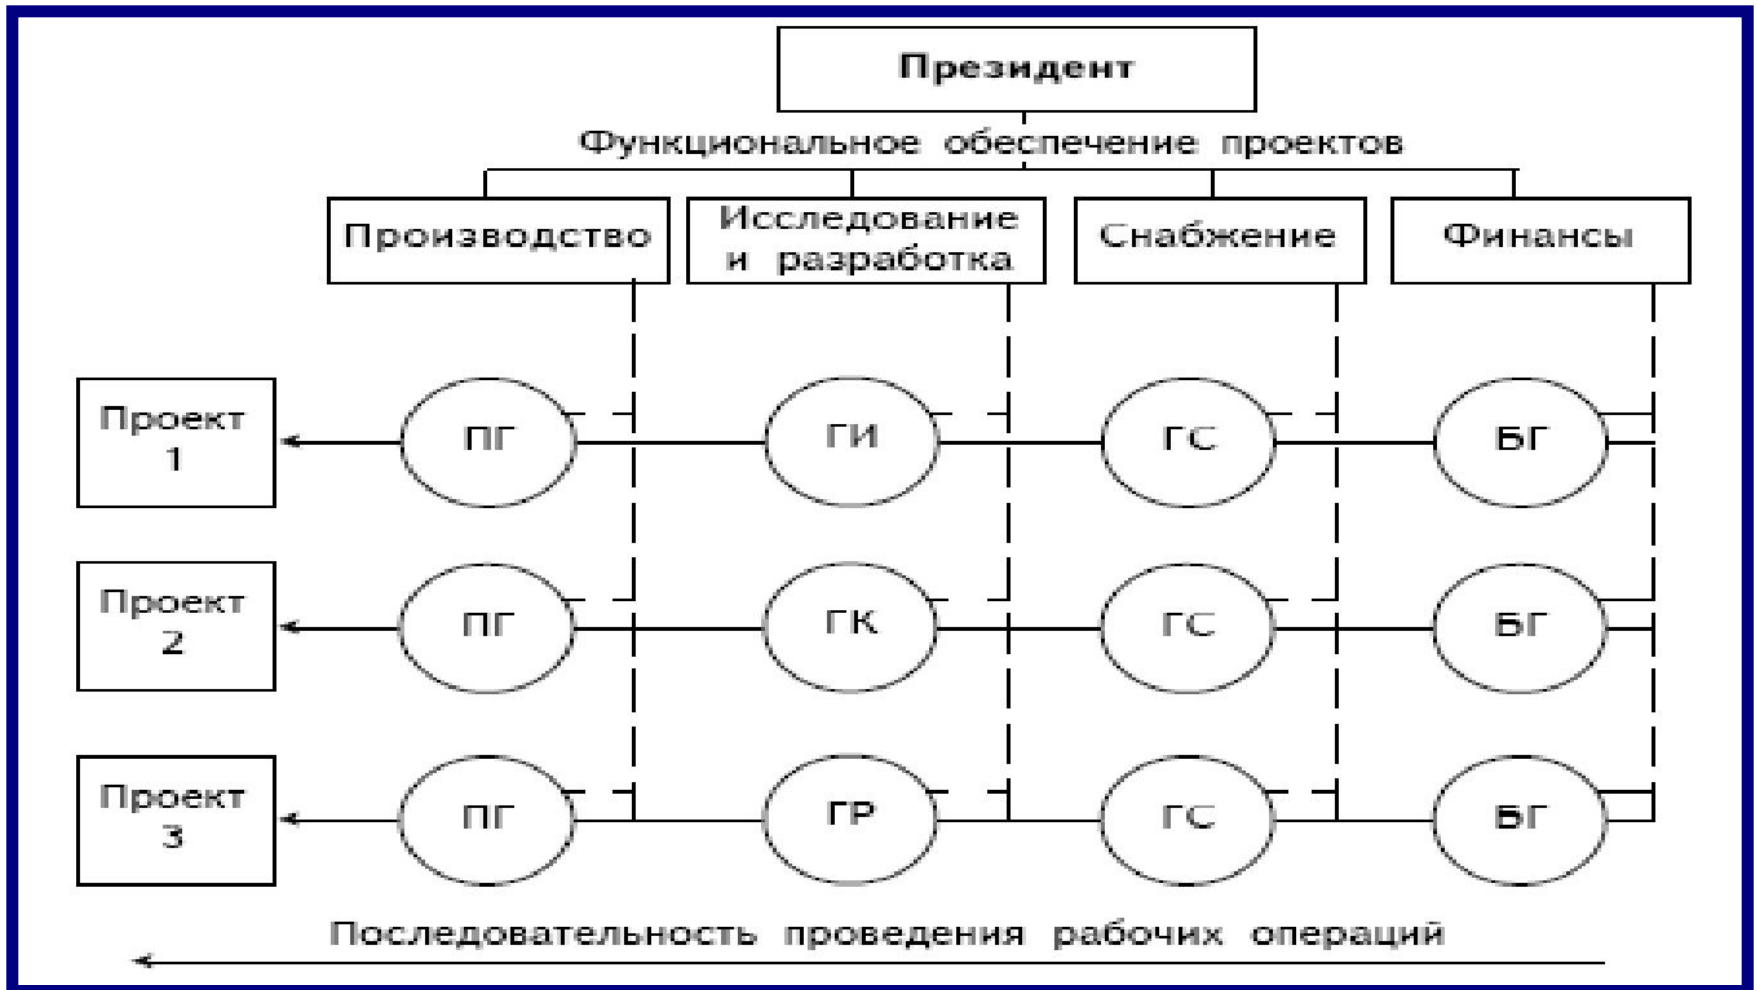 Президент
Функциональное обеспечение проектов
Производство
Исследование
и разработка
Снабжение
Финансы
Проект
1
ПГ
ГИ
ГС
БГ
Проект
2
ПГ
ГК
ГС
БГ
Проект
3
ПГ
ГР
ГС
БГ
Последовательность проведения рабочих операций